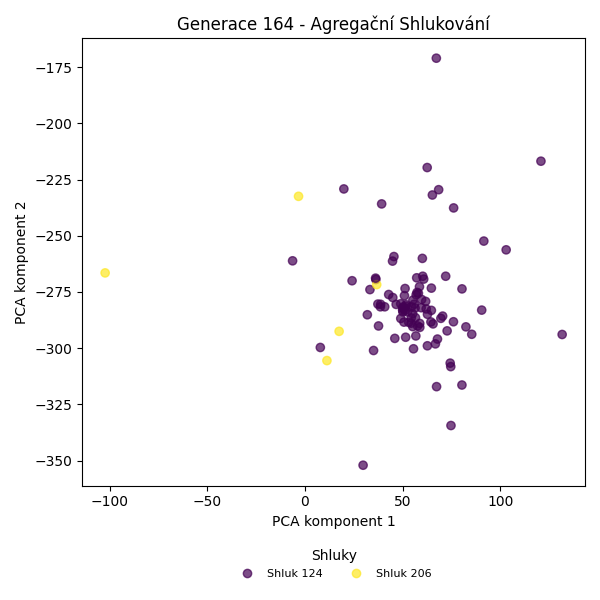 Generace 164 - Agregační Shlukování
PCA komponent 2
−175
−200
−225
−250
−275
−300
−325
−350
−100
−50
0
50
100
PCA komponent 1
Shluky
Shluk 124
Shluk 206